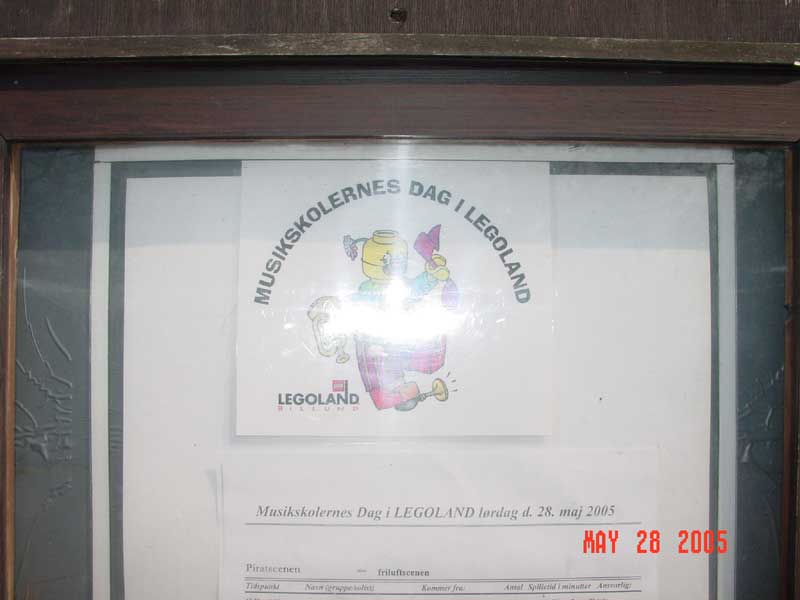 MUSIKSKOLERNES DAG I LEGOLAND
LEGOLAND
BILLUND
Musikskolernes Dag i LEGOLAND lørdag d. 28. maj 2005
MAY 28 2005
Piratscenen friluftscenen
Tidspunkt Navn (gruppe/solist) Kommer fra: Antal Spilletid i minutter Ansvarlig: